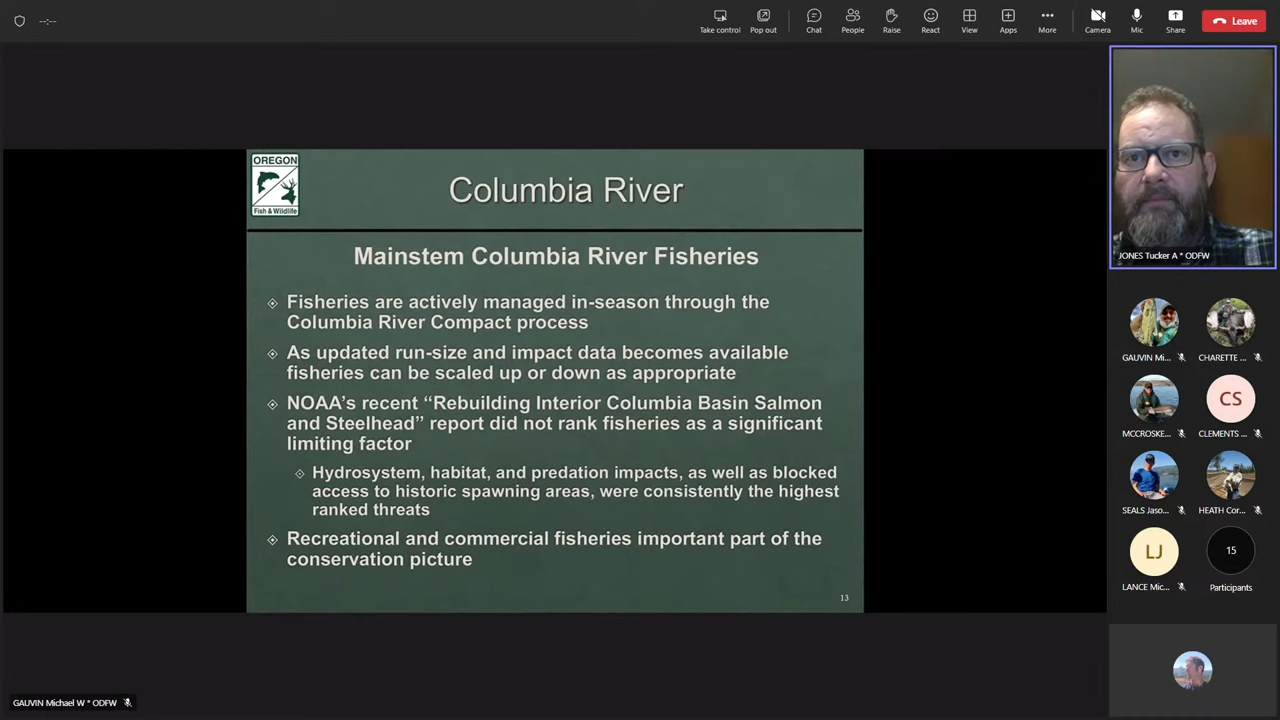 --:--
Take control
Pop out
Chat
People
Raise
React
View
Apps
More
Camera
Mic
Share
Leave
OREGON
Fish & Wildlife
Columbia River
Mainstem Columbia River Fisheries
Fisheries are actively managed in-season through the
Columbia River Compact process
As updated run-size and impact data becomes available
fisheries can be scaled up or down as appropriate
NOAA's recent “Rebuilding Interior Columbia Basin Salmon
and Steelhead” report did not rank fisheries as a significant
limiting factor
Hydrosystem, habitat, and predation impacts, as well as blocked
access to historic spawning areas, were consistently the highest
ranked threats
Recreational and commercial fisheries important part of the
conservation picture
13
JONES Tucker A * ODFW
GAUVIN Mi...
CHARETTE ...
MCCROSKE...
CS
CLEMENTS ...
SEALS Jaso...
HEATH Cor...
LJ
LANCE Mic...
15
Participants
GAUVIN Michael W * ODFW